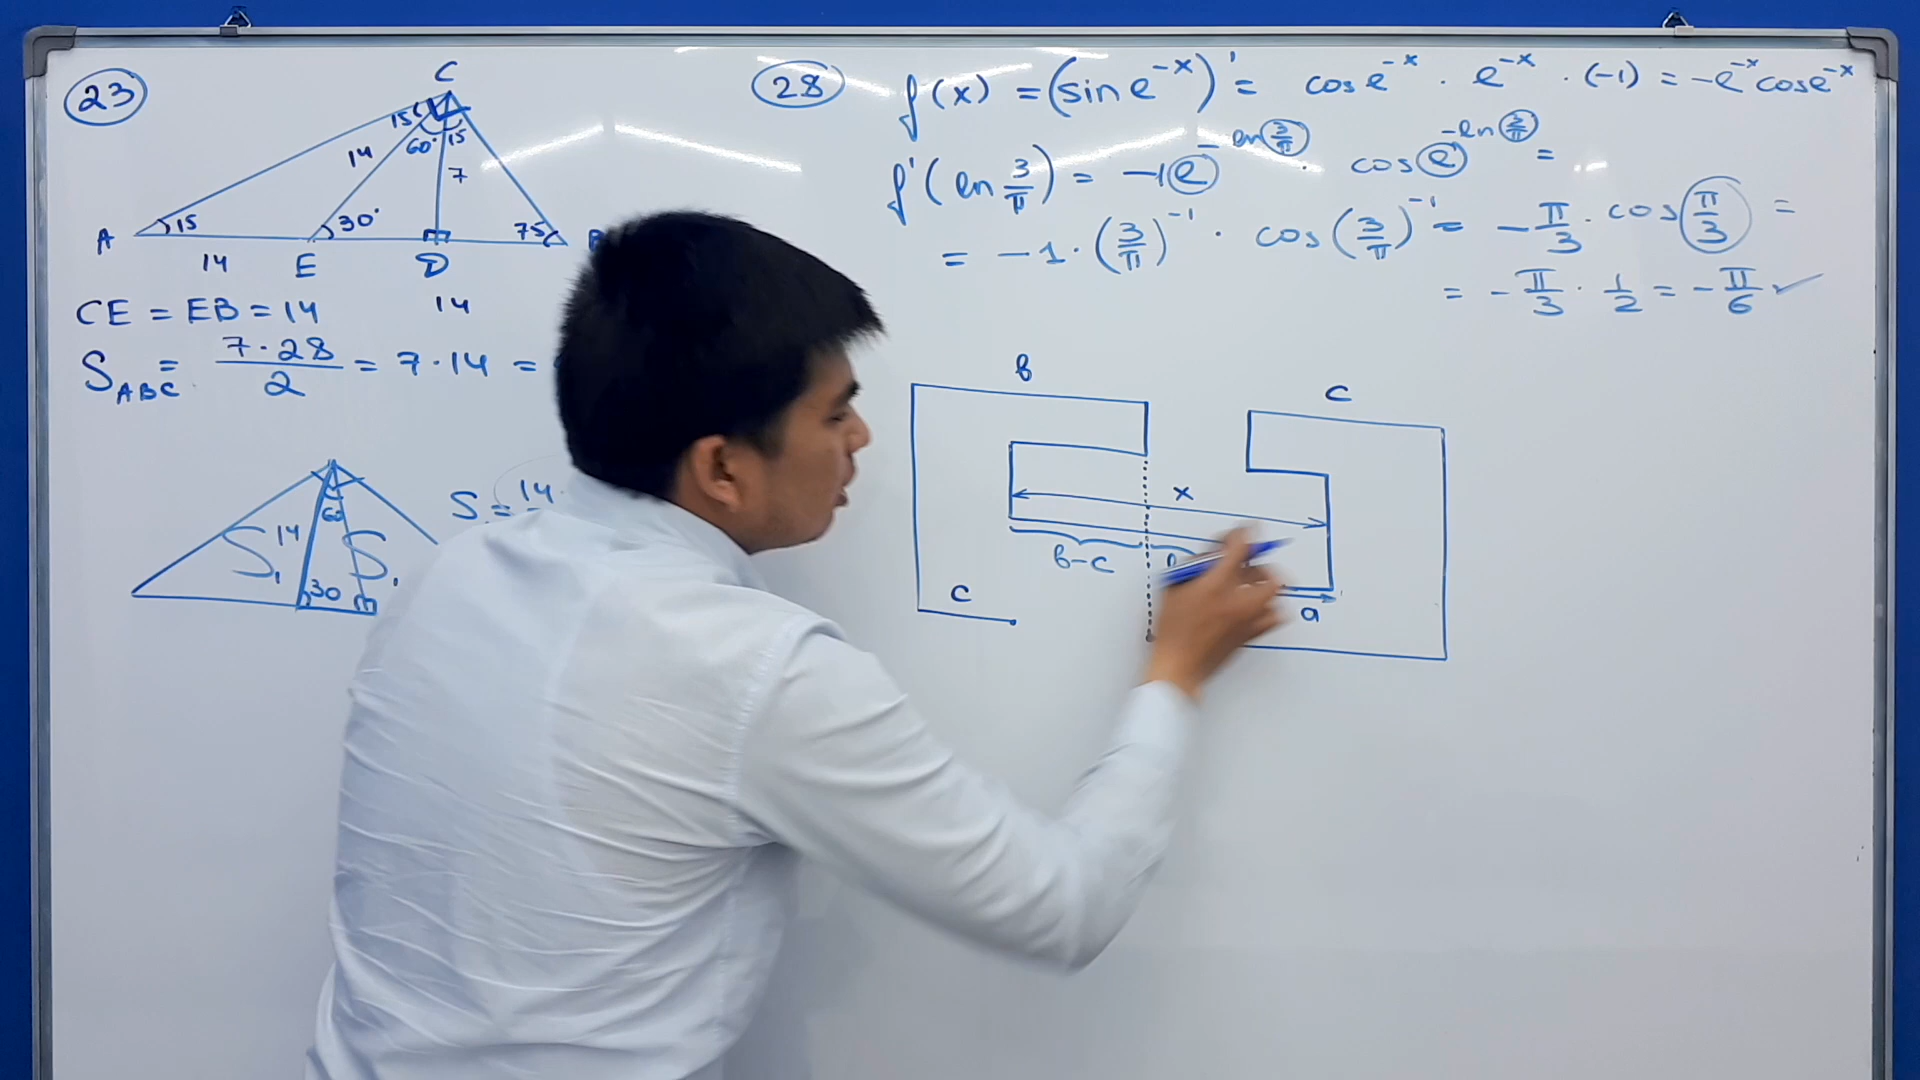 23
C
15
60° 15
14
7
A 15 30° 75
14 E D
CE = EB = 14 14
S_ABC = 7·28/2 = 7·14 =
60
14
S₁ S₁
30
S = 14
28 f(x) = (sin e^-x)' = cos e^-x · e^-x · (-1) = -e^-x cos e^-x
f'(ln 3/π) = -1 e^-ln 3/π · cos e^-ln 3/π =
= -1 · (3/π)^-1 · cos (3/π)^-1 = -π/3 · cos π/3 =
= -π/3 · 1/2 = -π/6 ✓
в c
x
в-c
c a